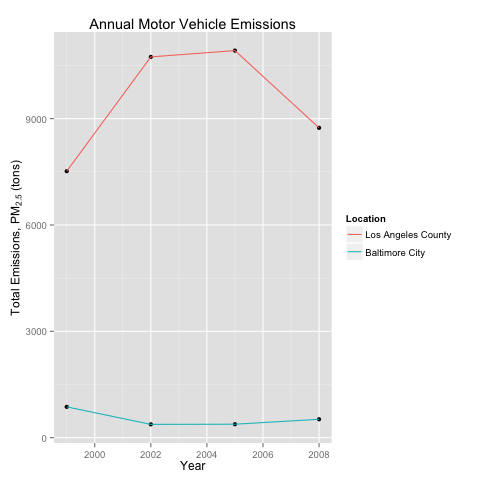 Annual Motor Vehicle Emissions
Total Emissions, PM2.5 (tons)
9000
6000
3000
0
2000
2002
2004
2006
2008
Year
Location
Los Angeles County
Baltimore City